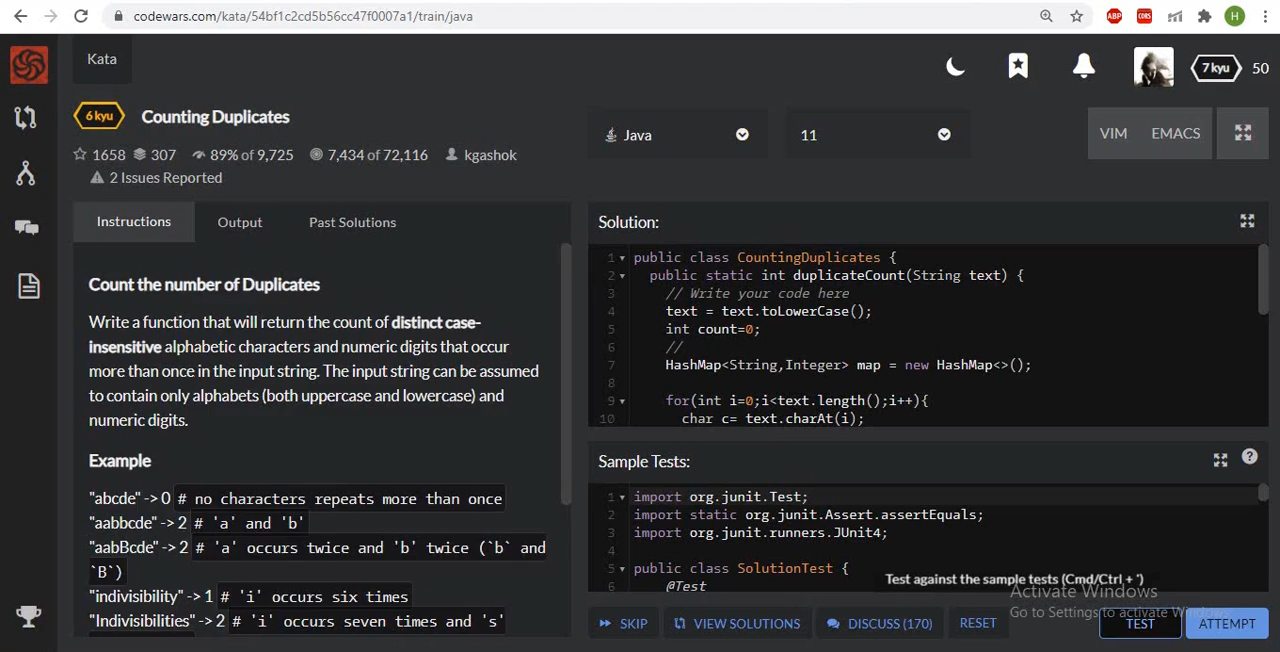 codewars.com/kata/54bf1c2cd5b56cc47f0007a1/train/java
ABP
CONS
H
Kata
7 kyu 50
6 kyu Counting Duplicates
1658 307 89% of 9,725 7,434 of 72,116 kgashok
2 Issues Reported
Java
11
VIM EMACS
Instructions Output Past Solutions
Count the number of Duplicates
Write a function that will return the count of distinct case-
insensitive alphabetic characters and numeric digits that occur
more than once in the input string. The input string can be assumed
to contain only alphabets (both uppercase and lowercase) and
numeric digits.
Example
"abcde" -> 0 # no characters repeats more than once
"aabbcde" -> 2 # 'a' and 'b'
"aabBcde" -> 2 # 'a' occurs twice and 'b' twice (`b` and
`B`)
"indivisibility" -> 1 # 'i' occurs six times
"Indivisibilities" -> 2 # 'i' occurs seven times and 's'
Solution:
1 public class CountingDuplicates {
2 public static int duplicateCount(String text) {
3 // Write your code here
4 text = text.toLowerCase();
5 int count=0;
6 //
7 HashMap<String,Integer> map = new HashMap<>();
8
9 for(int i=0;i<text.length();i++){
10 char c= text.charAt(i);
Sample Tests:
1 import org.junit.Test;
2 import static org.junit.Assert.assertEquals;
3 import org.junit.runners.JUnit4;
4
5 public class SolutionTest {
6 @Test
Test against the sample tests (Cmd/Ctrl + ')
Activate Windows
Go to Settings to activate Windows.
SKIP VIEW SOLUTIONS DISCUSS (170) RESET TEST ATTEMPT